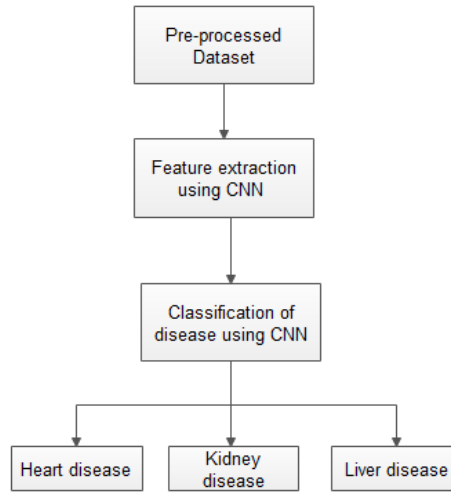 Pre-processed
Dataset
Feature extraction
using CNN
Classification of
disease using CNN
Heart disease
Kidney
disease
Liver disease